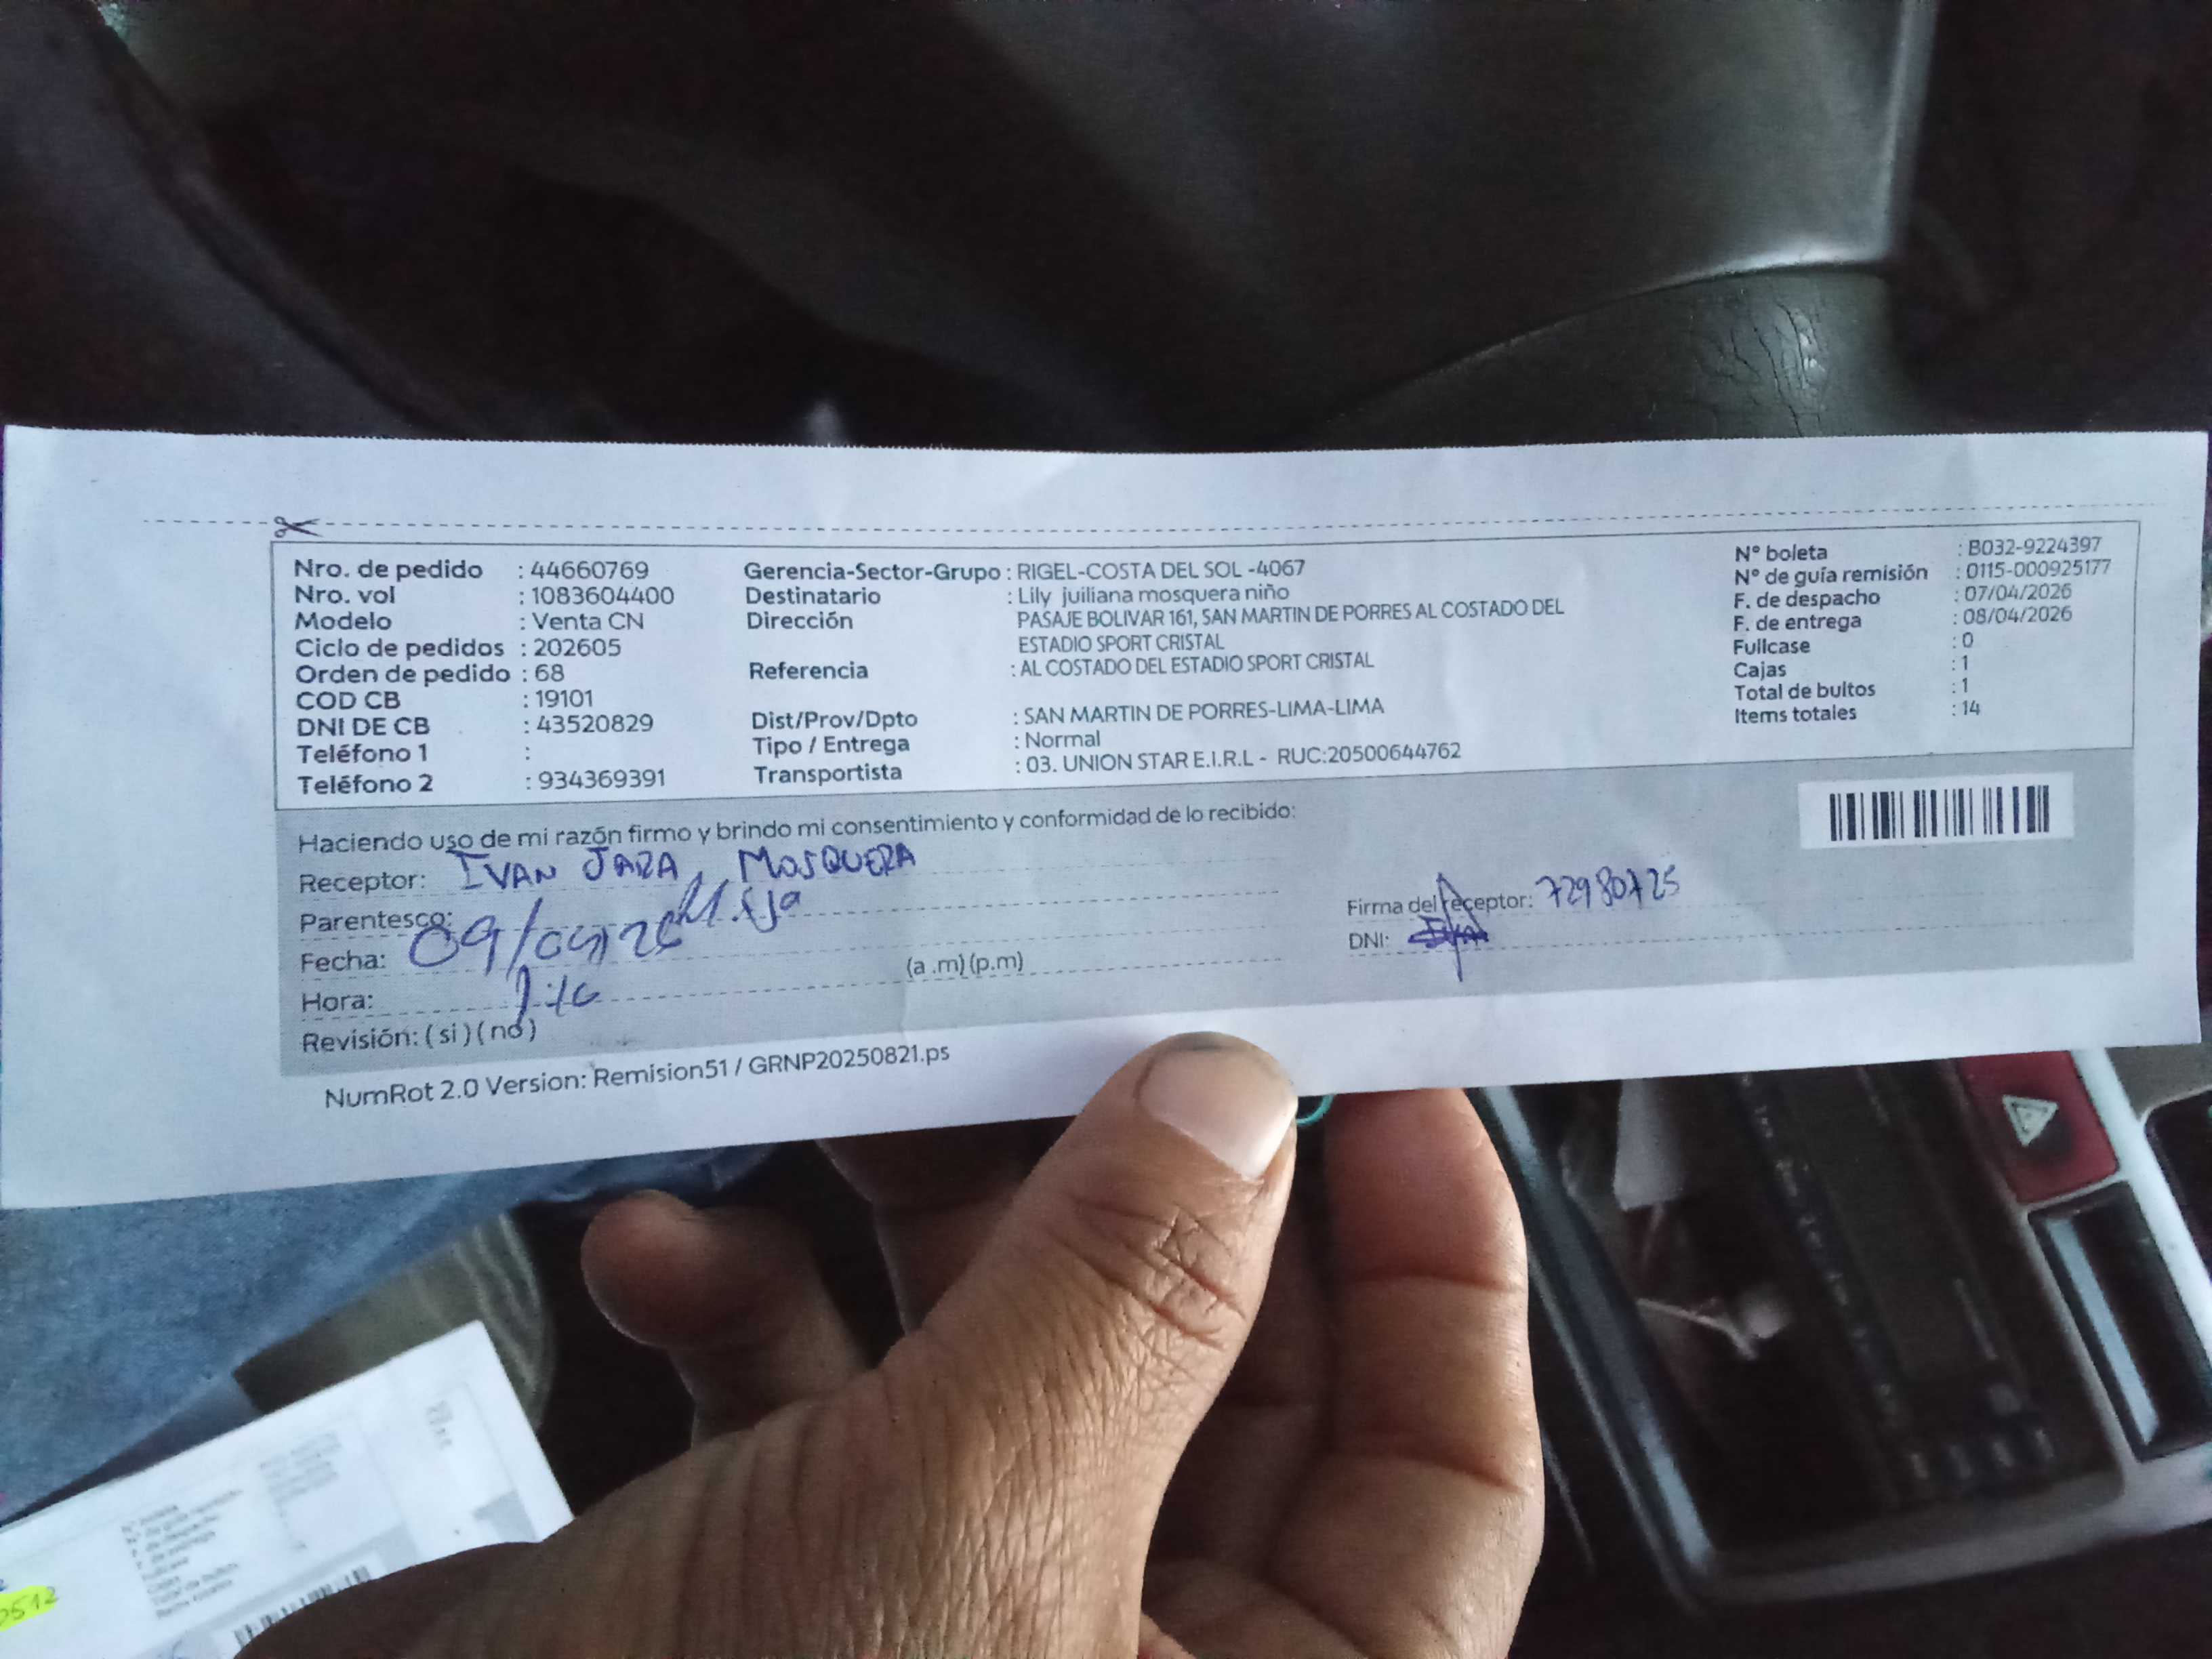 Nro. de pedido : 44660769
Nro. vol : 1083604400
Modelo : Venta CN
Ciclo de pedidos : 202605
Orden de pedido : 68
COD CB : 19101
DNI DE CB : 43520829
Teléfono 1 :
Teléfono 2 : 934369391
Gerencia-Sector-Grupo : RIGEL-COSTA DEL SOL -4067
Destinatario : Lily juiliana mosquera niño
Dirección PASAJE BOLIVAR 161, SAN MARTIN DE PORRES AL COSTADO DEL
ESTADIO SPORT CRISTAL
Referencia : AL COSTADO DEL ESTADIO SPORT CRISTAL
Dist/Prov/Dpto : SAN MARTIN DE PORRES-LIMA-LIMA
Tipo / Entrega : Normal
Transportista : 03. UNION STAR E.I.R.L - RUC:20500644762
N° boleta : B032-9224397
N° de guía remisión : 0115-000925177
F. de despacho : 07/04/2026
F. de entrega : 08/04/2026
Fullcase : 0
Cajas : 1
Total de bultos : 1
Items totales : 14
Haciendo uso de mi razón firmo y brindo mi consentimiento y conformidad de lo recibido:
Receptor: IVAN JARA MOSQUERA
Parentesco:
Fecha: 09/04/26
Hora: (a .m) (p.m)
Revisión: ( si ) ( no )
Firma del receptor: 72980725
DNI:
NumRot 2.0 Version: Remision51 / GRNP20250821.ps